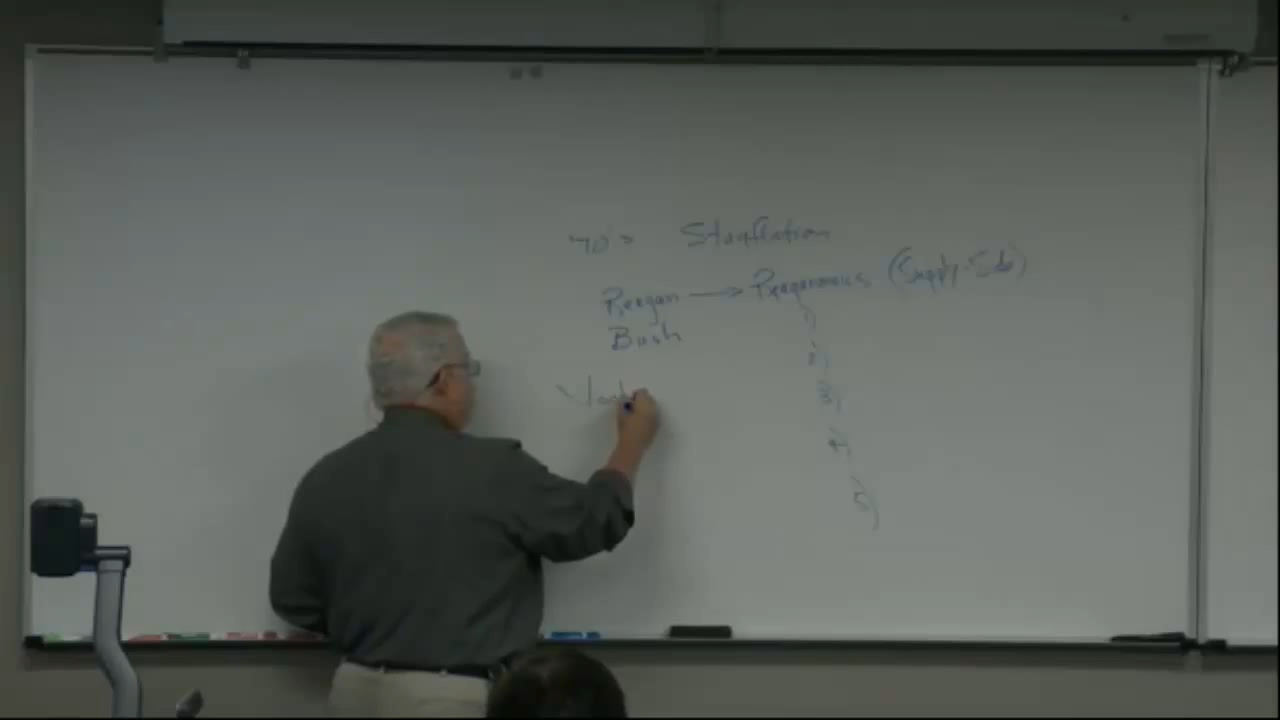 70's Stagflation
Reagan → Reaganomics (Supply-Side)
Bush
1)
2)
3)
4)
5)